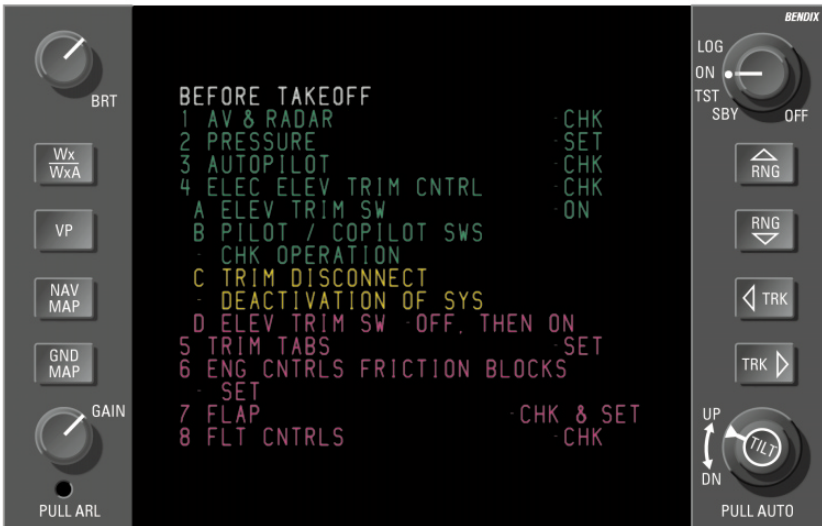 BENDIX
BRT
Wx
WxA
VP
NAV
MAP
GND
MAP
GAIN
PULL ARL
BEFORE TAKEOFF
1 AV & RADAR -CHK
2 PRESSURE -SET
3 AUTOPILOT -CHK
4 ELEC ELEV TRIM CNTRL -CHK
A ELEV TRIM SW -ON
B PILOT / COPILOT SWS
- CHK OPERATION
C TRIM DISCONNECT
- DEACTIVATION OF SYS
D ELEV TRIM SW -OFF, THEN ON
5 TRIM TABS -SET
6 ENG CNTRLS FRICTION BLOCKS
- SET
7 FLAP -CHK & SET
8 FLT CNTRLS -CHK
LOG
ON
TST
SBY
OFF
RNG
RNG
TRK
TRK
UP
TILT
DN
PULL AUTO